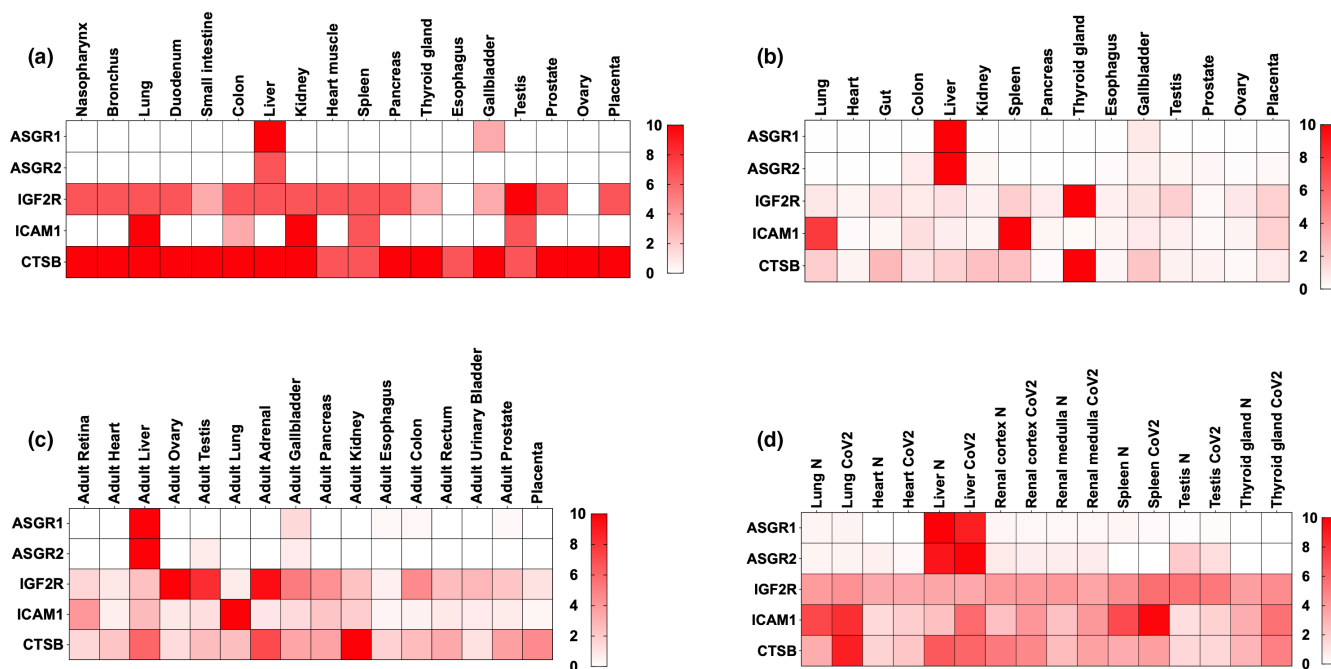 (a)
Nasopharynx
Bronchus
Lung
Duodenum
Small intestine
Colon
Liver
Kidney
Heart muscle
Spleen
Pancreas
Thyroid gland
Esophagus
Gallbladder
Testis
Prostate
Ovary
Placenta
ASGR1
ASGR2
IGF2R
ICAM1
CTSB
10
8
6
4
2
0
(b)
Lung
Heart
Gut
Colon
Liver
Kidney
Spleen
Pancreas
Thyroid gland
Esophagus
Gallbladder
Testis
Prostate
Ovary
Placenta
ASGR1
ASGR2
IGF2R
ICAM1
CTSB
10
8
6
4
2
0
(c)
Adult Retina
Adult Heart
Adult Liver
Adult Ovary
Adult Testis
Adult Lung
Adult Adrenal
Adult Gallbladder
Adult Pancreas
Adult Kidney
Adult Esophagus
Adult Colon
Adult Rectum
Adult Urinary Bladder
Adult Prostate
Placenta
ASGR1
ASGR2
IGF2R
ICAM1
CTSB
10
8
6
4
2
0
(d)
Lung N
Lung CoV2
Heart N
Heart CoV2
Liver N
Liver CoV2
Renal cortex N
Renal cortex CoV2
Renal medulla N
Renal medulla CoV2
Spleen N
Spleen CoV2
Testis N
Testis CoV2
Thyroid gland N
Thyroid gland CoV2
ASGR1
ASGR2
IGF2R
ICAM1
CTSB
10
8
6
4
2
0